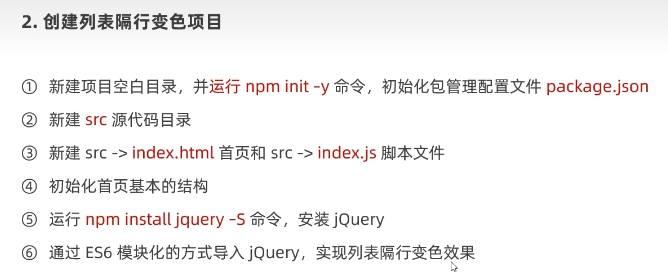 2. 创建列表隔行变色项目
① 新建项目空白目录，并运行 npm init –y 命令，初始化包管理配置文件 package.json
② 新建 src 源代码目录
③ 新建 src -> index.html 首页和 src -> index.js 脚本文件
④ 初始化首页基本的结构
⑤ 运行 npm install jquery –S 命令，安装 jQuery
⑥ 通过 ES6 模块化的方式导入 jQuery，实现列表隔行变色效果